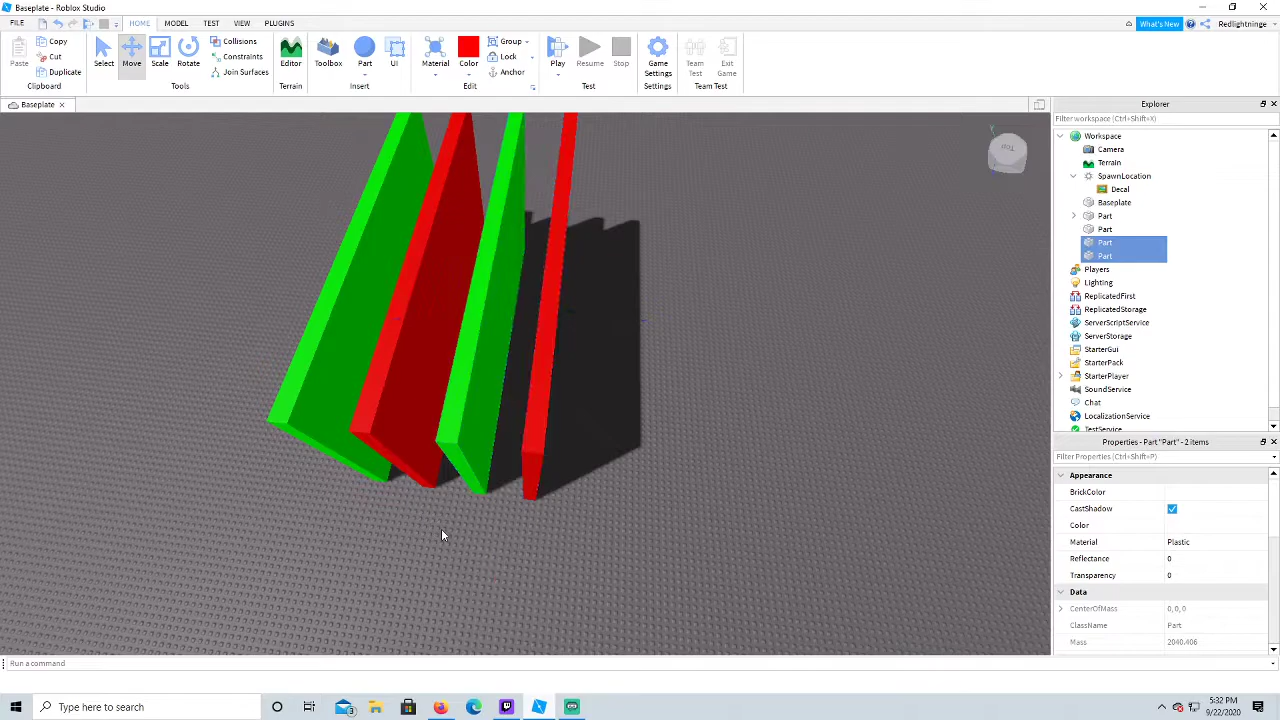 Baseplate - Roblox Studio
FILE HOME MODEL TEST VIEW PLUGINS What's New Redlightninge
Paste Copy Cut Duplicate Select Move Scale Rotate Collisions Constraints Join Surfaces Editor Toolbox Part UI Material Color Group Lock Anchor Play Resume Stop Game Settings Team Test Exit Game
Clipboard Tools Terrain Insert Edit Test Settings Team Test
Baseplate
Explorer
Filter workspace (Ctrl+Shift+X)
Workspace
Camera
Terrain
SpawnLocation
Decal
Baseplate
Part
Part
Part
Part
Players
Lighting
ReplicatedFirst
ReplicatedStorage
ServerScriptService
ServerStorage
StarterGui
StarterPack
StarterPlayer
SoundService
Chat
LocalizationService
TestService
Properties - Part "Part" - 2 items
Filter Properties (Ctrl+Shift+P)
Appearance
BrickColor
CastShadow
Color
Material Plastic
Reflectance 0
Transparency 0
Data
CenterOfMass 0,0,0
ClassName Part
Mass 2040.406
Run a command
Type here to search
5:32 PM
9/22/2020